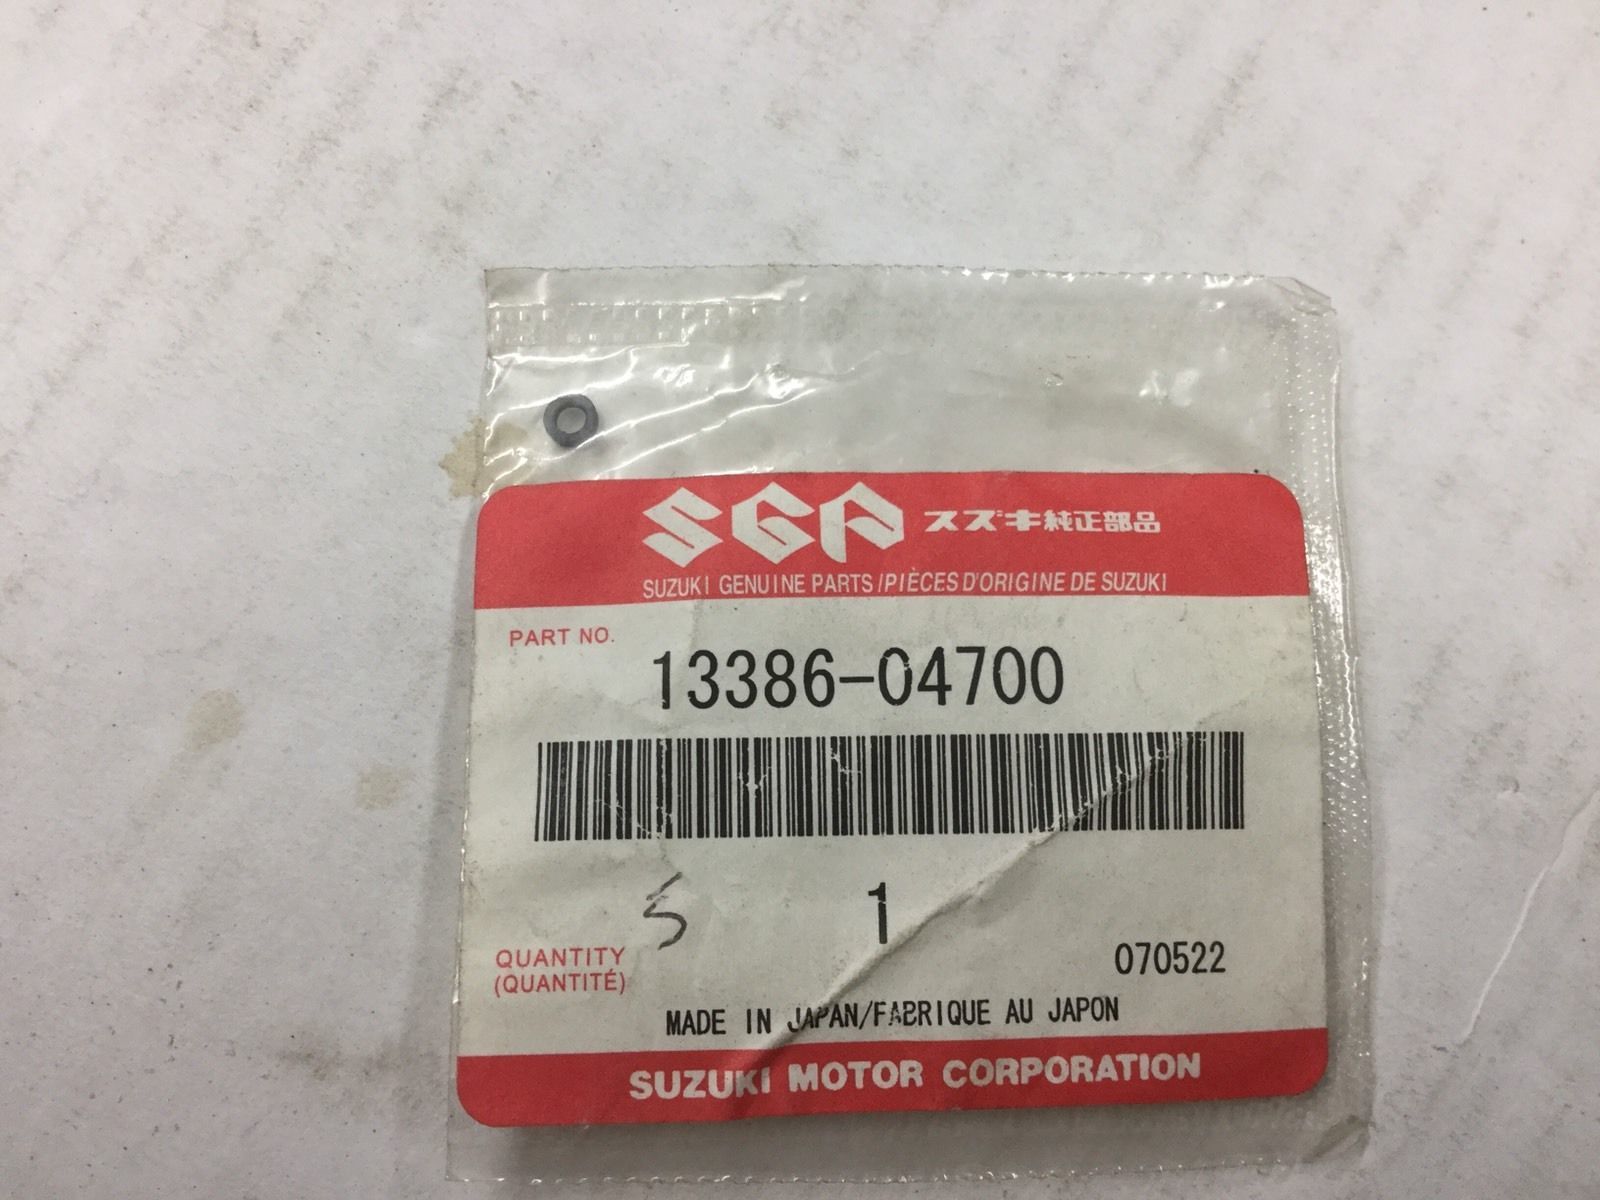 SGP スズキ純正部品
SUZUKI GENUINE PARTS/PIÈCES D'ORIGINE DE SUZUKI
PART NO.
13386-04700
5 1
QUANTITY
(QUANTITÉ)
070522
MADE IN JAPAN/FABRIQUE AU JAPON
SUZUKI MOTOR CORPORATION